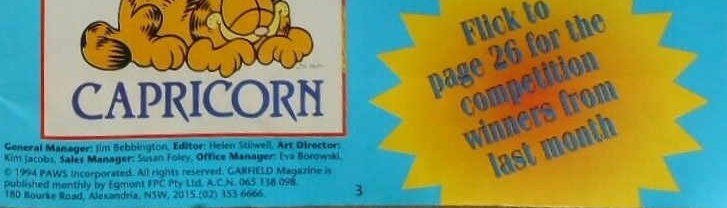 CAPRICORN
General Manager: Jim Bebbington, Editor: Helen Stilwell, Art Director:
Kim Jacobs, Sales Manager: Susan Foley, Office Manager: Eva Borowski,
© 1994 PAWS Incorporated. All rights reserved. GARFIELD Magazine is
published monthly by Egmont FPC Pty Ltd. A.C.N. 065 138 098.
180 Bourke Road, Alexandria, NSW, 2015.(02) 353 6666.
3
Flick to
page 26 for the
competition
winners from
last month